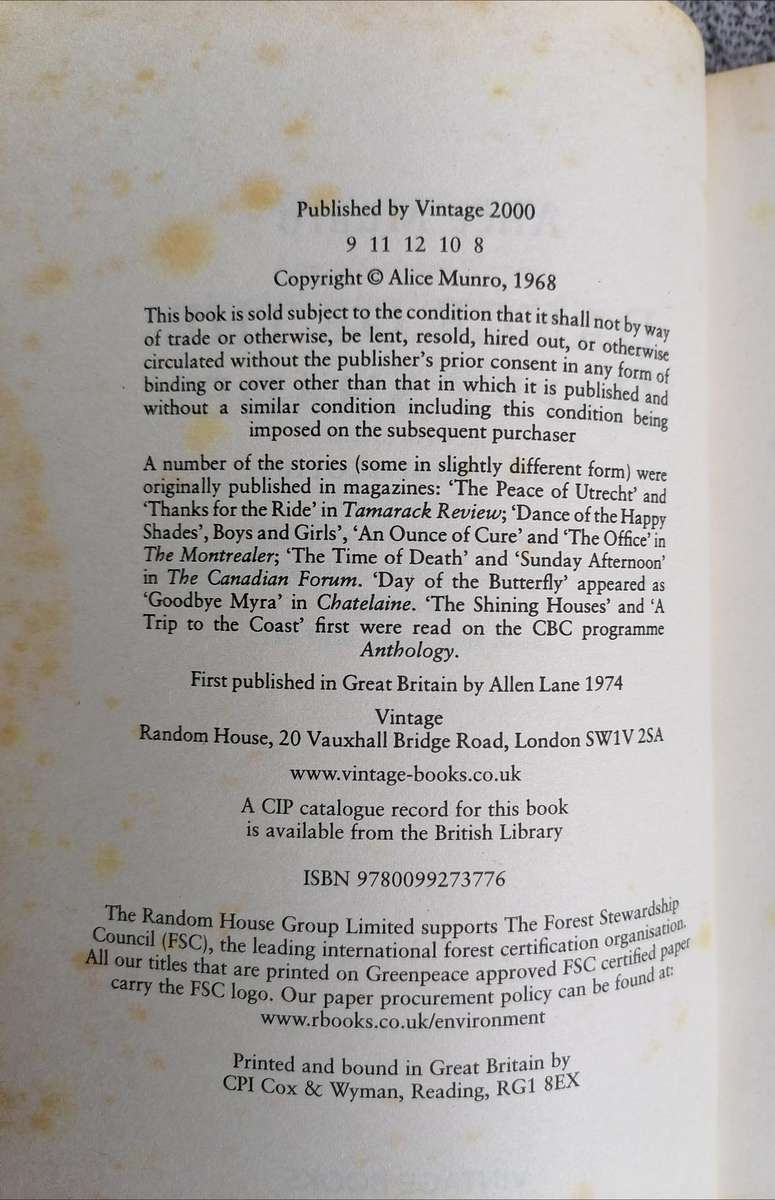 Published by Vintage 2000
9 11 12 10 8
Copyright © Alice Munro, 1968
This book is sold subject to the condition that it shall not by way
of trade or otherwise, be lent, resold, hired out, or otherwise
circulated without the publisher's prior consent in any form of
binding or cover other than that in which it is published and
without a similar condition including this condition being
imposed on the subsequent purchaser
A number of the stories (some in slightly different form) were
originally published in magazines: ‘The Peace of Utrecht’ and
‘Thanks for the Ride’ in Tamarack Review; ‘Dance of the Happy
Shades’, Boys and Girls’, ‘An Ounce of Cure’ and ‘The Office’ in
The Montrealer; ‘The Time of Death’ and ‘Sunday Afternoon’
in The Canadian Forum. ‘Day of the Butterfly’ appeared as
‘Goodbye Myra’ in Chatelaine. ‘The Shining Houses’ and ‘A
Trip to the Coast’ first were read on the CBC programme
Anthology.
First published in Great Britain by Allen Lane 1974
Vintage
Random House, 20 Vauxhall Bridge Road, London SW1V 2SA
www.vintage-books.co.uk
A CIP catalogue record for this book
is available from the British Library
ISBN 9780099273776
The Random House Group Limited supports The Forest Stewardship
Council (FSC), the leading international forest certification organisation.
All our titles that are printed on Greenpeace approved FSC certified paper
carry the FSC logo. Our paper procurement policy can be found at:
www.rbooks.co.uk/environment
Printed and bound in Great Britain by
CPI Cox & Wyman, Reading, RG1 8EX